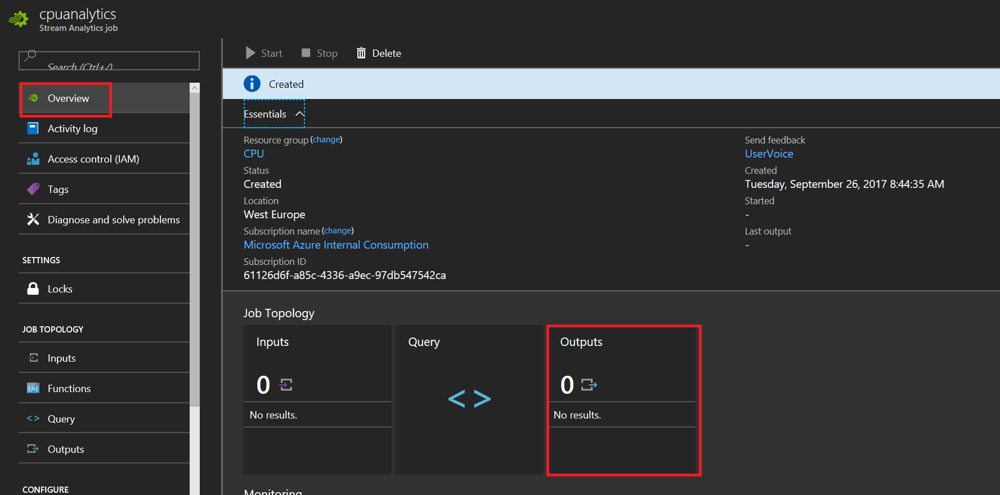 cpuanalytics
Stream Analytics job
Search (Ctrl+/)
Overview
Activity log
Access control (IAM)
Tags
Diagnose and solve problems
SETTINGS
Locks
JOB TOPOLOGY
Inputs
Functions
Query
Outputs
CONFIGURE
Start Stop Delete
Created
Essentials
Resource group (change)
CPU
Status
Created
Location
West Europe
Subscription name (change)
Microsoft Azure Internal Consumption
Subscription ID
61126d6f-a85c-4336-a9ec-97db547542ca
Send feedback
UserVoice
Created
Tuesday, September 26, 2017 8:44:35 AM
Started
-
Last output
-
Job Topology
Inputs
0
No results.
Query
< >
Outputs
0
No results.
Monitoring